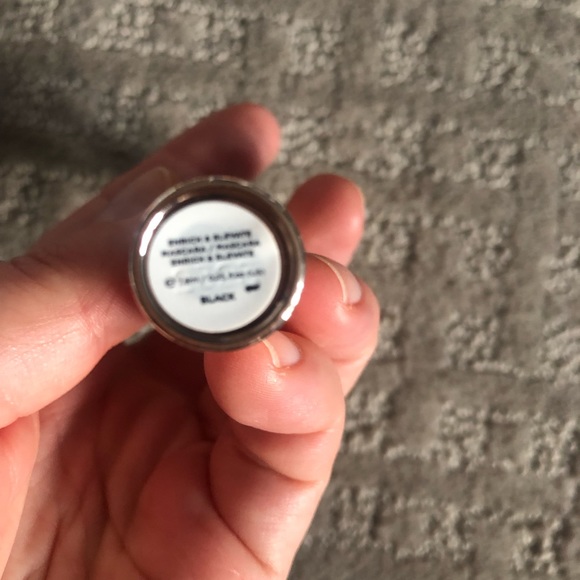 ENRICH & ELEVATE
MASCARA / MASCARA
ENRICH & ELEVATE
BLACK